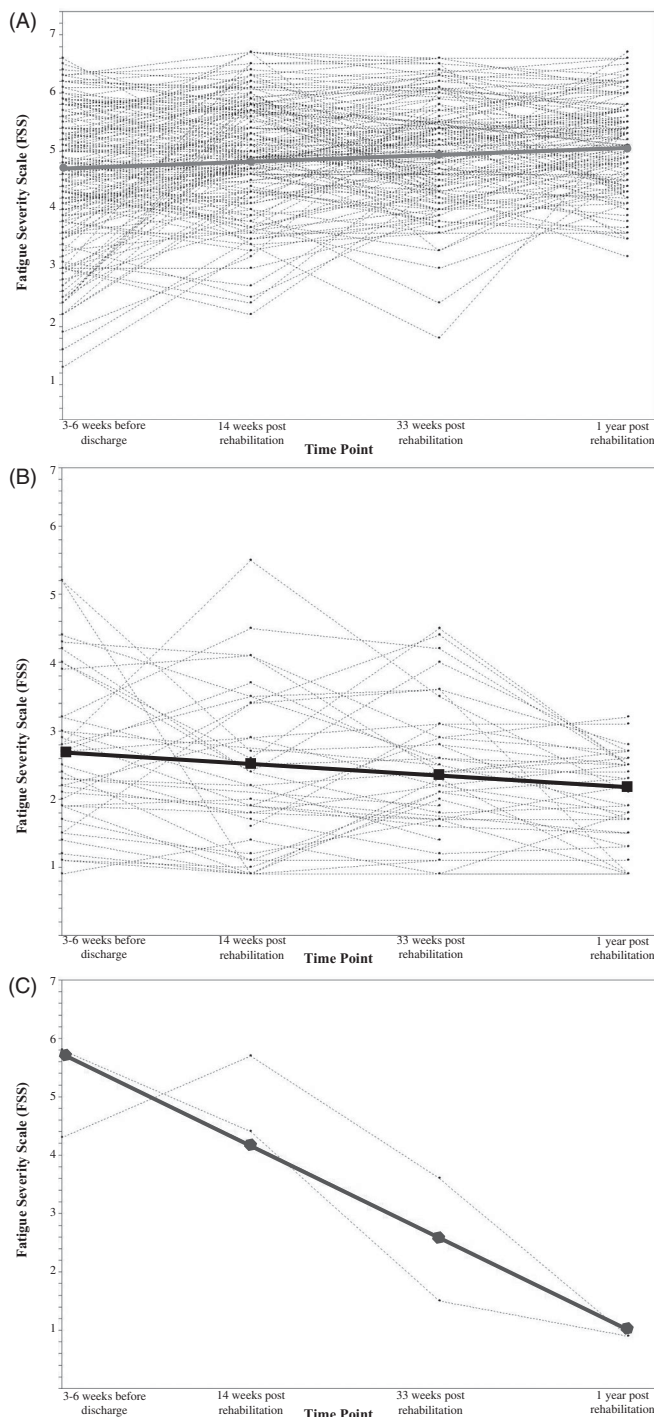 (A)
7
6
5
4
3
2
1
Fatigue Severity Scale (FSS)
3-6 weeks before
discharge
14 weeks post
rehabilitation
33 weeks post
rehabilitation
1 year post
rehabilitation
Time Point
(B)
7
6
5
4
3
2
1
Fatigue Severity Scale (FSS)
3-6 weeks before
discharge
14 weeks post
rehabilitation
33 weeks post
rehabilitation
1 year post
rehabilitation
Time Point
(C)
7
6
5
4
3
2
1
Fatigue Severity Scale (FSS)
3-6 weeks before
discharge
14 weeks post
rehabilitation
33 weeks post
rehabilitation
1 year post
rehabilitation
Time Point